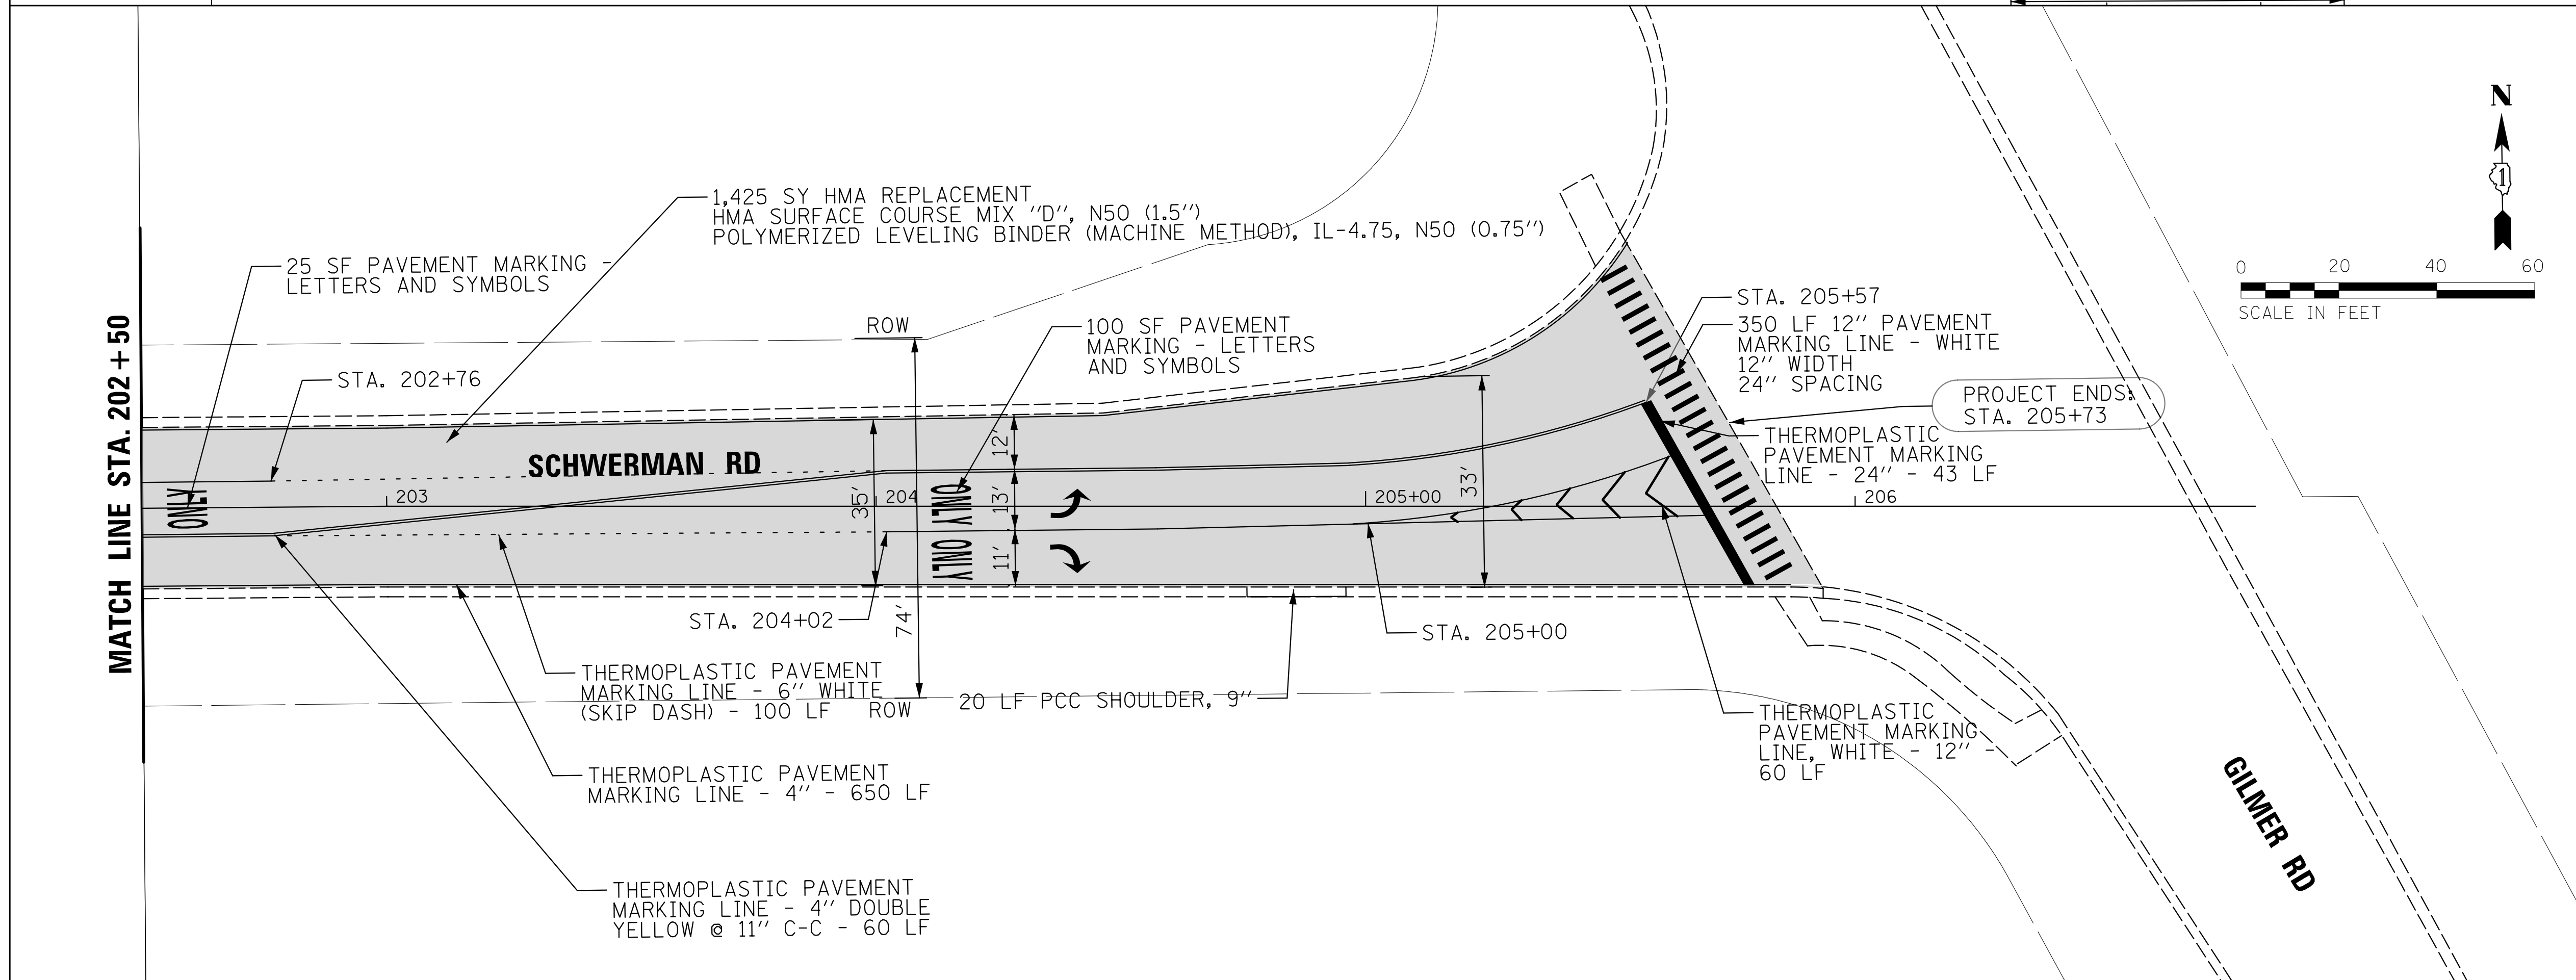 1,425 SY HMA REPLACEMENT
HMA SURFACE COURSE MIX "D", N50 (1.5")
POLYMERIZED LEVELING BINDER (MACHINE METHOD), IL-4.75, N50 (0.75")
25 SF PAVEMENT MARKING -
LETTERS AND SYMBOLS
MATCH LINE STA. 202+50
STA. 202+76
ROW
100 SF PAVEMENT
MARKING - LETTERS
AND SYMBOLS
STA. 205+57
350 LF 12" PAVEMENT
MARKING LINE - WHITE
12" WIDTH
24" SPACING
PROJECT ENDS:
STA. 205+73
THERMOPLASTIC
PAVEMENT MARKING
LINE - 24" - 43 LF
N
1
0 20 40 60
SCALE IN FEET
SCHWERMAN RD
ONLY
203
35'
204
ONLY
ONLY
12'
13'
11'
205+00
33'
206
74'
STA. 204+02
STA. 205+00
THERMOPLASTIC PAVEMENT
MARKING LINE - 6" WHITE
(SKIP DASH) - 100 LF
ROW
20 LF PCC SHOULDER, 9"
THERMOPLASTIC
PAVEMENT MARKING
LINE, WHITE - 12" -
60 LF
THERMOPLASTIC PAVEMENT
MARKING LINE - 4" - 650 LF
THERMOPLASTIC PAVEMENT
MARKING LINE - 4" DOUBLE
YELLOW @ 11" C-C - 60 LF
GILMER RD